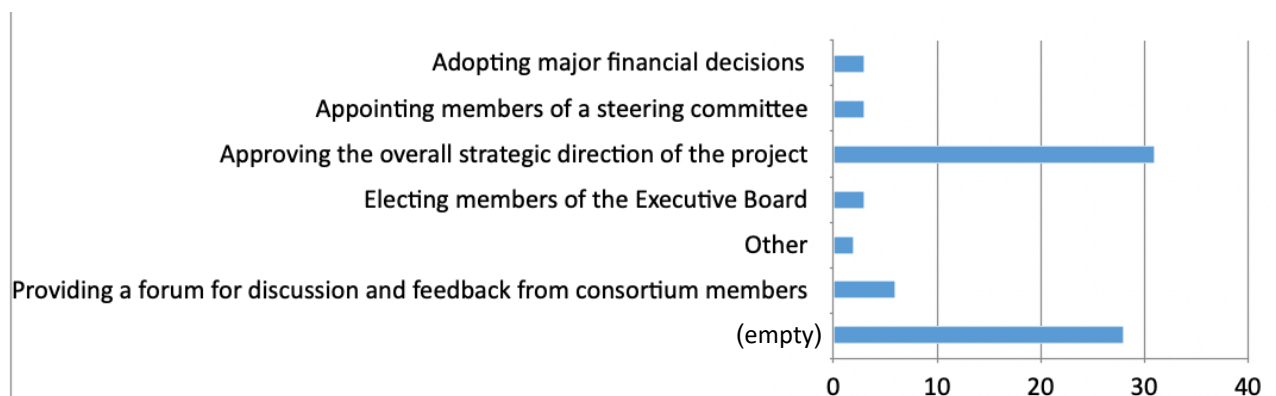 Adopting major financial decisions
Appointing members of a steering committee
Approving the overall strategic direction of the project
Electing members of the Executive Board
Other
Providing a forum for discussion and feedback from consortium members
(empty)
0 10 20 30 40